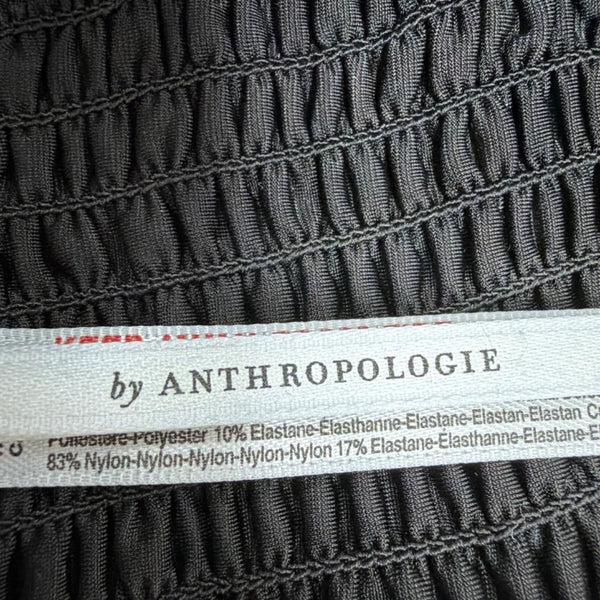 by ANTHROPOLOGIE
Poliestere-Polyester 10% Elastane-Elasthanne-Elastane-Elastan-Elastan
83% Nylon-Nylon-Nylon-Nylon-Nylon 17% Elastane-Elasthanne-Elastane